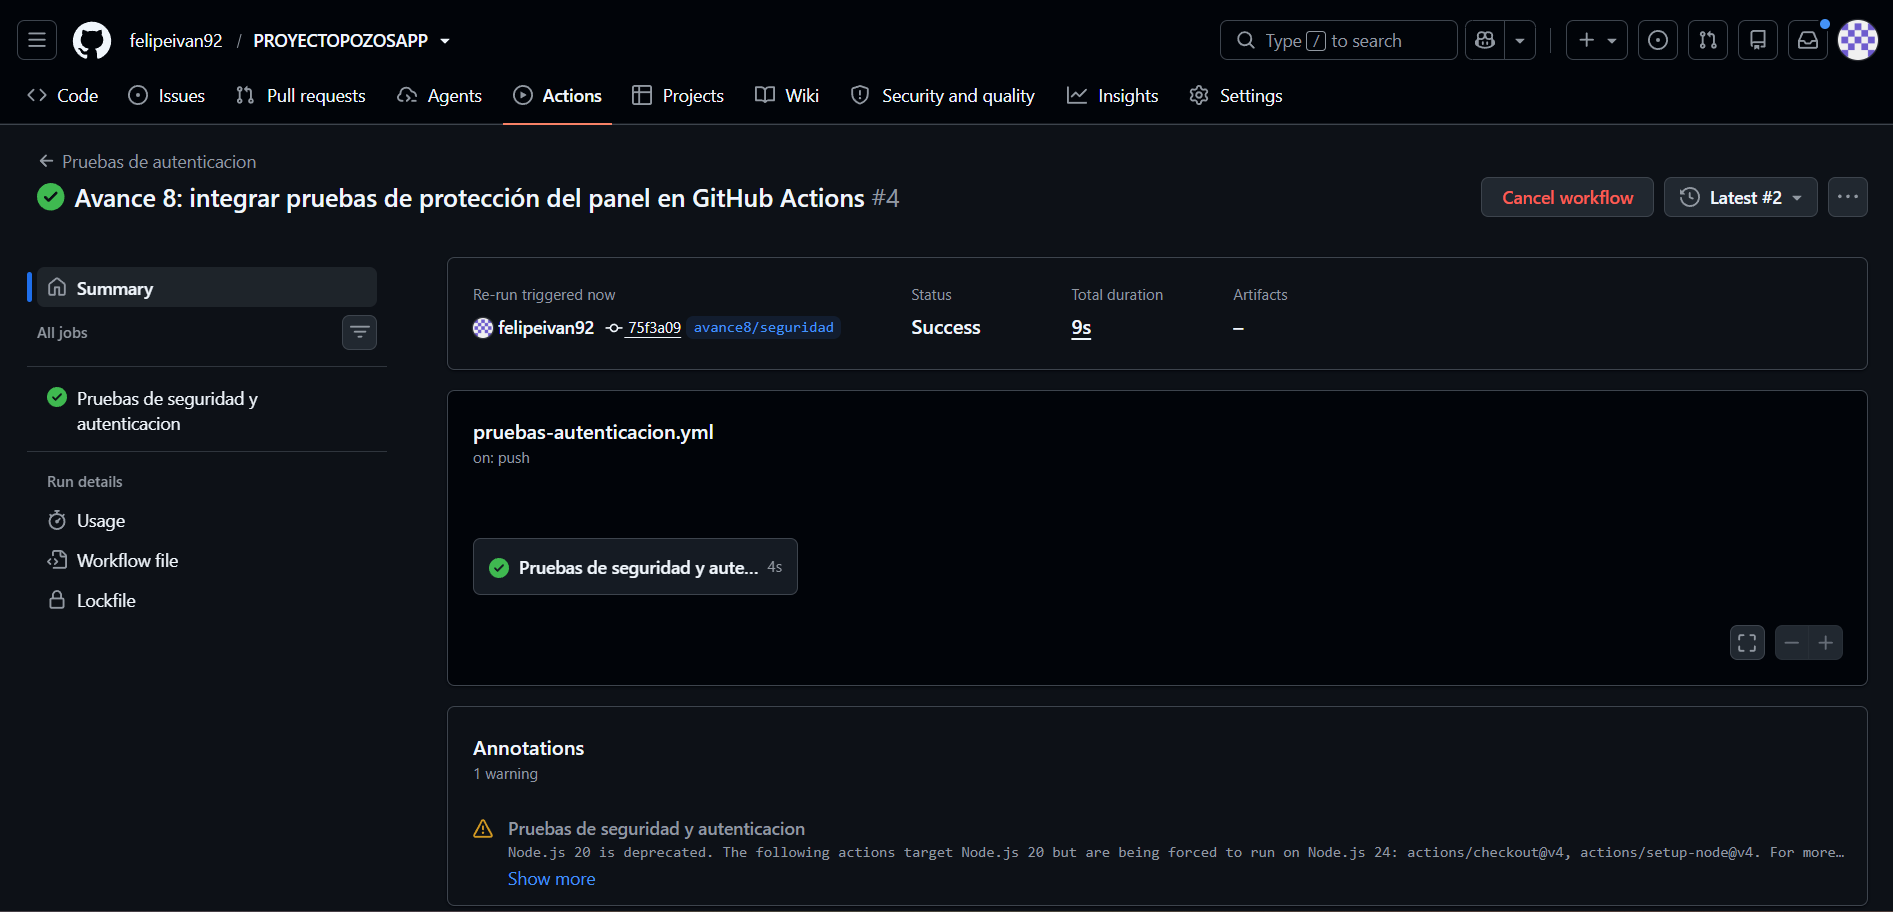 felipeivan92 / PROYECTOPOZOSAPP
Type / to search
Code
Issues
Pull requests
Agents
Actions
Projects
Wiki
Security and quality
Insights
Settings
Pruebas de autenticacion
Avance 8: integrar pruebas de protección del panel en GitHub Actions #4
Cancel workflow
Latest #2
Summary
All jobs
Pruebas de seguridad y
autenticacion
Run details
Usage
Workflow file
Lockfile
Re-run triggered now
felipeivan92 75f3a09 avance8/seguridad
Status
Success
Total duration
9s
Artifacts
–
pruebas-autenticacion.yml
on: push
Pruebas de seguridad y aute... 4s
Annotations
1 warning
Pruebas de seguridad y autenticacion
Node.js 20 is deprecated. The following actions target Node.js 20 but are being forced to run on Node.js 24: actions/checkout@v4, actions/setup-node@v4. For more…
Show more